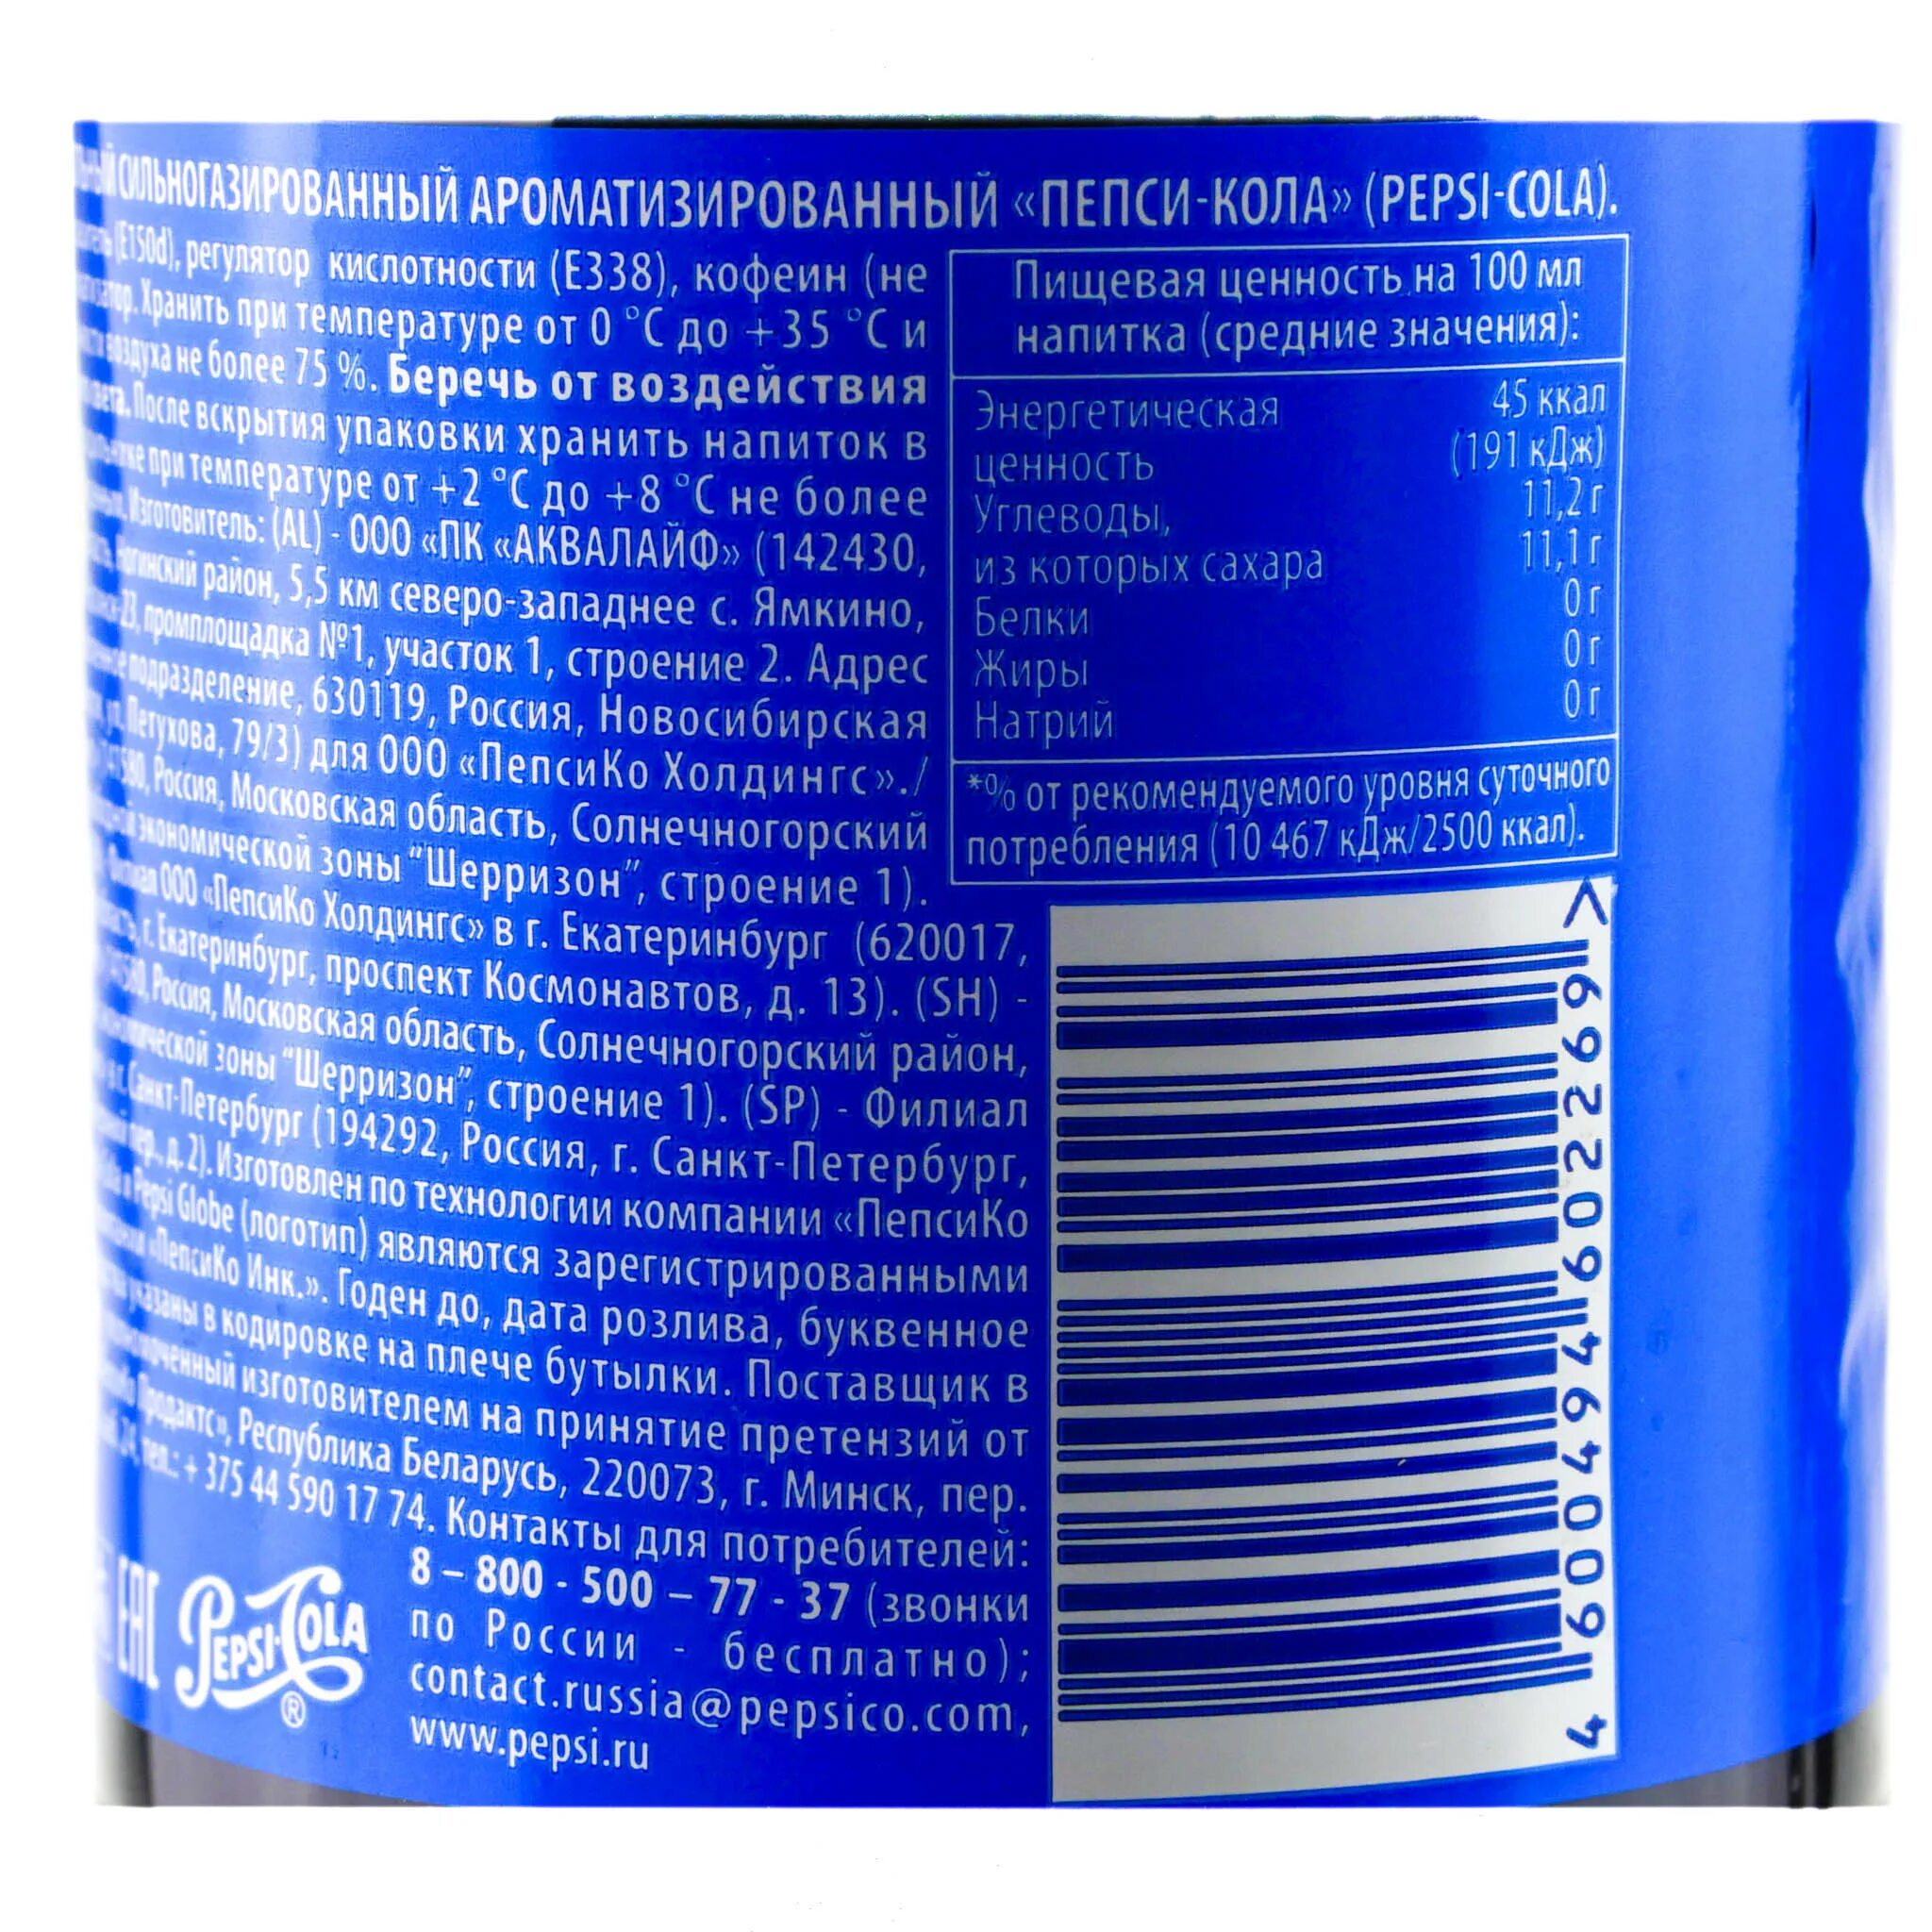 СИЛЬНОГАЗИРОВАННЫЙ АРОМАТИЗИРОВАННЫЙ «ПЕПСИ-КОЛА» (PEPSI-COLA).
(E150d), регулятор кислотности (E338), кофеин (не
Хранить при температуре от 0 °C до +35 °C и
воздуха не более 75 %. Беречь от воздействия
света. После вскрытия упаковки хранить напиток в
при температуре от +2 °C до +8 °C не более
Изготовитель: (AL) - ООО «ПК «АКВАЛАЙФ» (142430,
Ногинский район, 5,5 км северо-западнее с. Ямкино,
промплощадка №1, участок 1, строение 2. Адрес
подразделение, 630119, Россия, Новосибирская
ул. Петухова, 79/3) для ООО «ПепсиКо Холдингс»./
Россия, Московская область, Солнечногорский
экономической зоны "Шерризон", строение 1).
Филиал ООО «ПепсиКо Холдингс» в г. Екатеринбург (620017,
г. Екатеринбург, проспект Космонавтов, д. 13). (SH) -
Россия, Московская область, Солнечногорский район,
зоны "Шерризон", строение 1). (SP) - Филиал
в г. Санкт-Петербург (194292, Россия, г. Санкт-Петербург,
пер., д. 2). Изготовлен по технологии компании «ПепсиКо
и Pepsi Globe (логотип) являются зарегистрированными
«ПепсиКо Инк.». Годен до, дата розлива, буквенное
указаны в кодировке на плече бутылки. Поставщик в
изготовителем на принятие претензий от
Продактс», Республика Беларусь, 220073, г. Минск, пер.
24, тел.: + 375 44 590 17 74. Контакты для потребителей:
8 – 800 - 500 – 77 - 37 (звонки
по России - бесплатно);
contact.russia@pepsico.com,
www.pepsi.ru
EAC
PEPSI-COLA
®
Пищевая ценность на 100 мл
напитка (средние значения):
Энергетическая 45 ккал
ценность (191 кДж)
Углеводы, 11,2 г
из которых сахара 11,1 г
Белки 0 г
Жиры 0 г
Натрий 0 г
*% от рекомендуемого уровня суточного
потребления (10 467 кДж/2500 ккал).
4 600494 602299 >